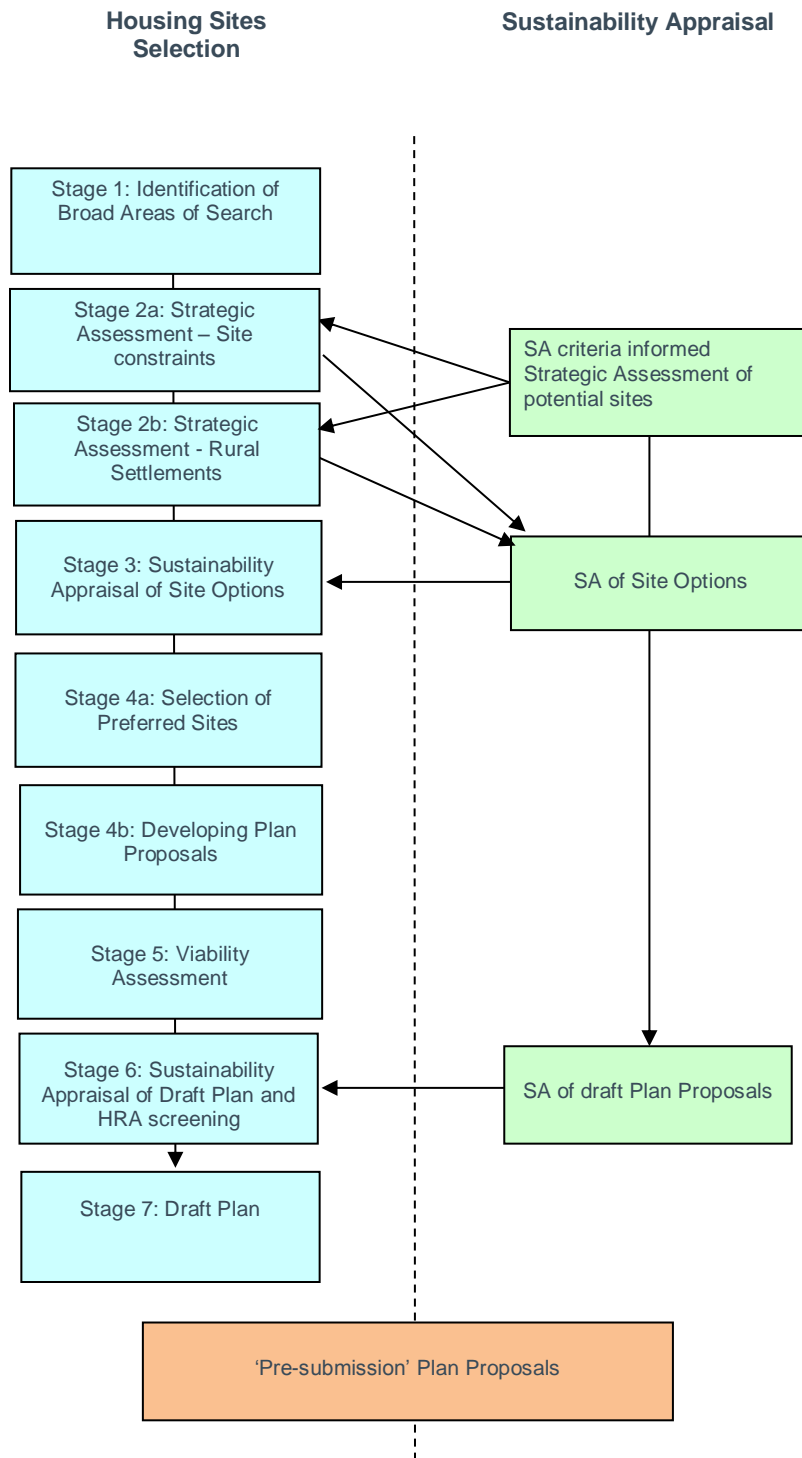 Housing Sites
Selection
Sustainability Appraisal
Stage 1: Identification of
Broad Areas of Search
Stage 2a: Strategic
Assessment – Site
constraints
SA criteria informed
Strategic Assessment of
potential sites
Stage 2b: Strategic
Assessment - Rural
Settlements
Stage 3: Sustainability
Appraisal of Site Options
SA of Site Options
Stage 4a: Selection of
Preferred Sites
Stage 4b: Developing Plan
Proposals
Stage 5: Viability
Assessment
Stage 6: Sustainability
Appraisal of Draft Plan and
HRA screening
SA of draft Plan Proposals
Stage 7: Draft Plan
‘Pre-submission’ Plan Proposals